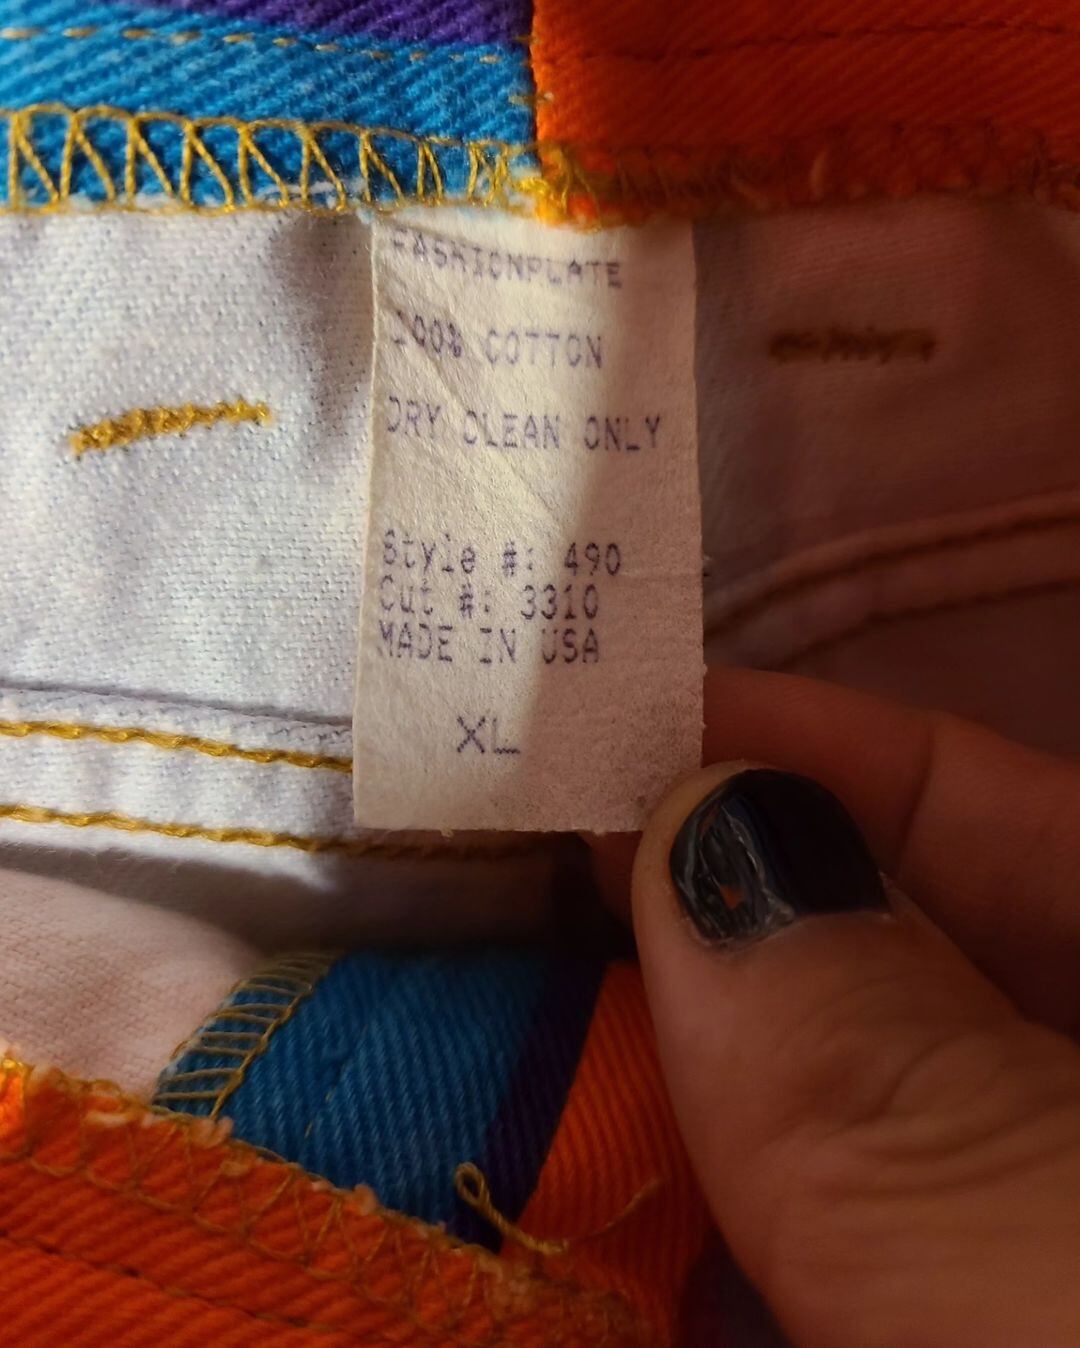 FASHIONPLATE
100% COTTON
DRY CLEAN ONLY
Style #: 490
Cut #: 3310
MADE IN USA
XL